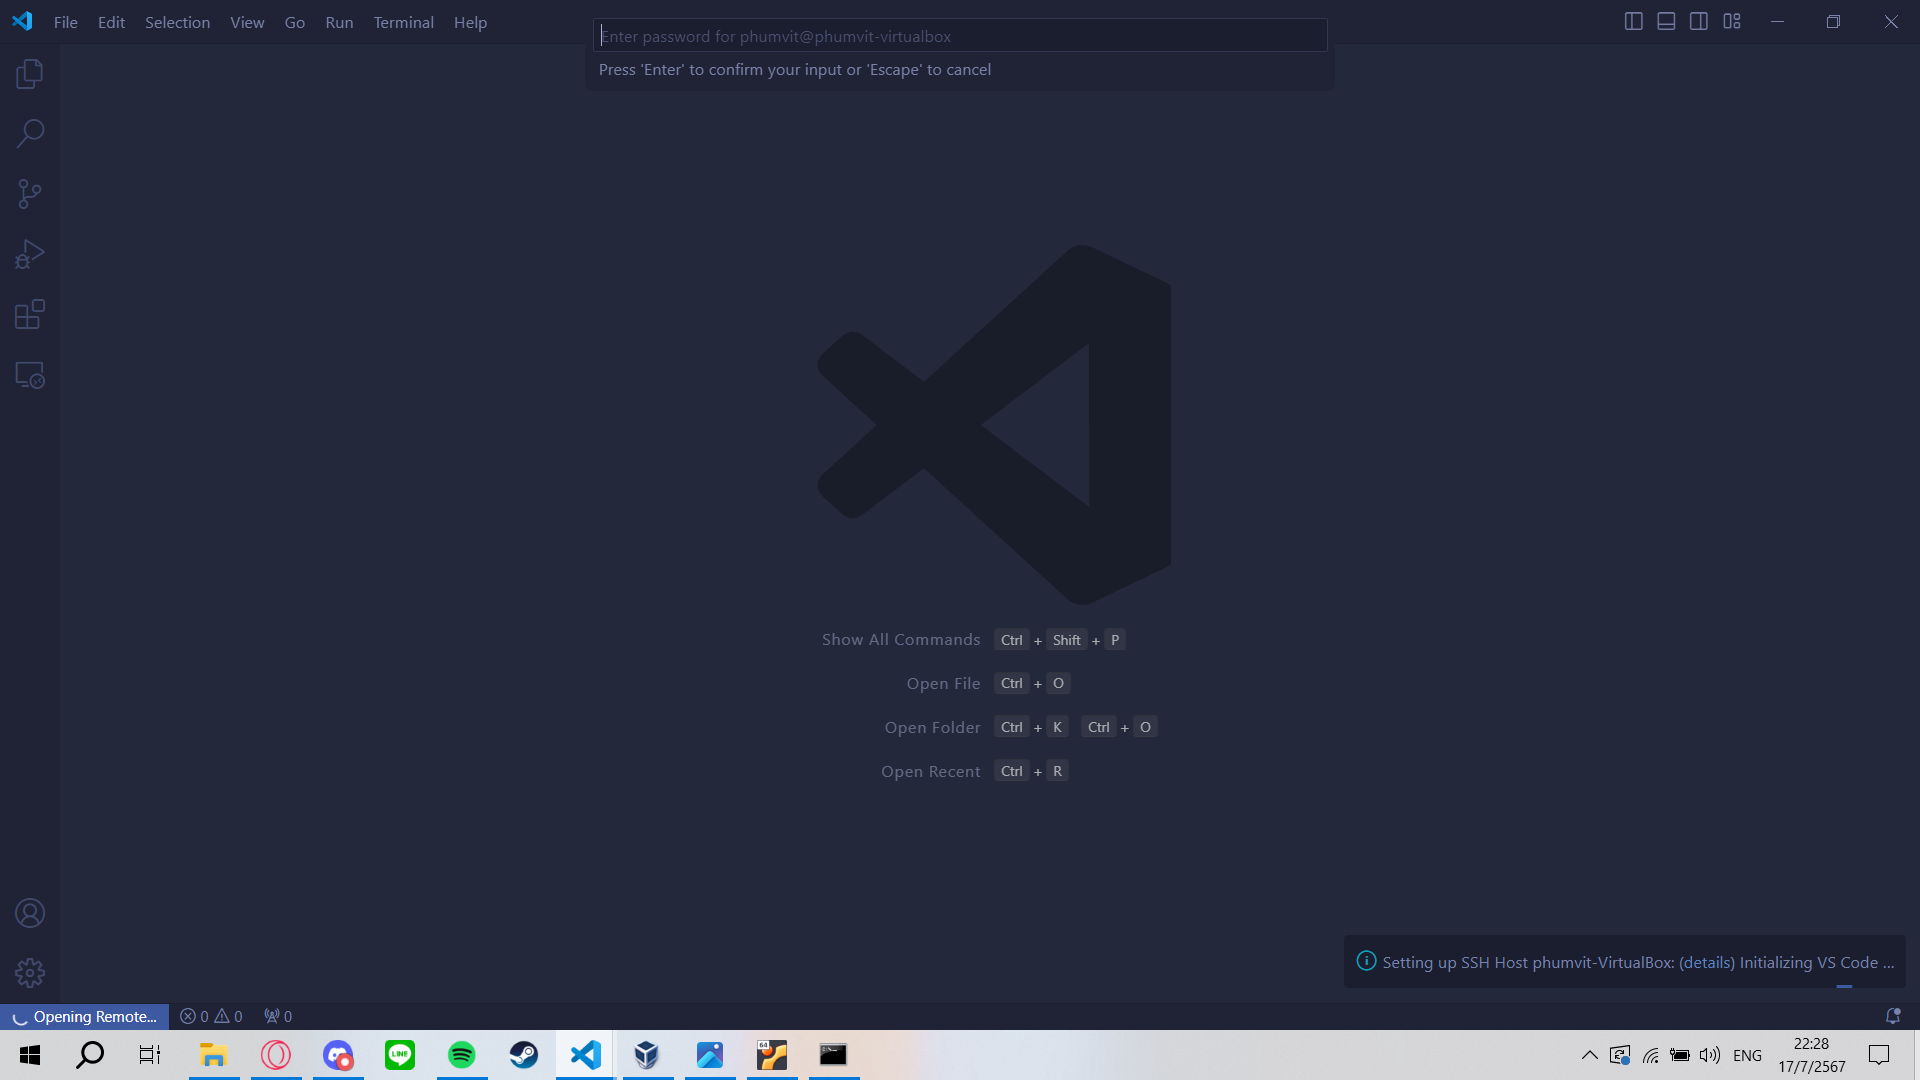 File Edit Selection View Go Run Terminal Help
Enter password for phumvit@phumvit-virtualbox
Press 'Enter' to confirm your input or 'Escape' to cancel
Show All Commands Ctrl + Shift + P
Open File Ctrl + O
Open Folder Ctrl + K Ctrl + O
Open Recent Ctrl + R
Setting up SSH Host phumvit-VirtualBox: (details) Initializing VS Code ...
Opening Remote... 0 0 0
LINE
64
ENG
22:28
17/7/2567